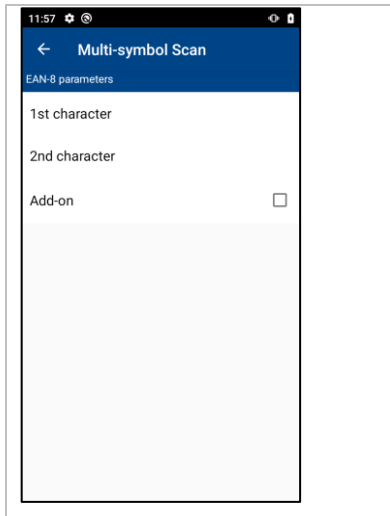 11:57
Multi-symbol Scan
EAN-8 parameters
1st character
2nd character
Add-on